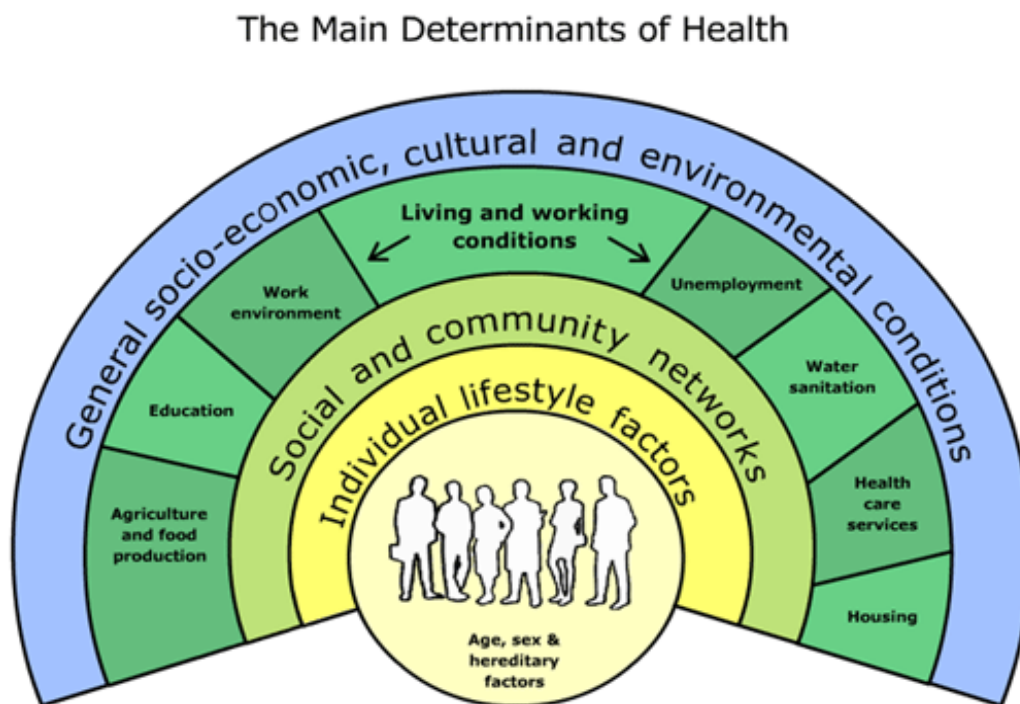 The Main Determinants of Health
General socio-economic, cultural and environmental conditions
Living and working
conditions
Agriculture
and food
production
Education
Work
environment
Unemployment
Water
sanitation
Health
care
services
Housing
Social and community networks
Individual lifestyle factors
Age, sex &
hereditary
factors